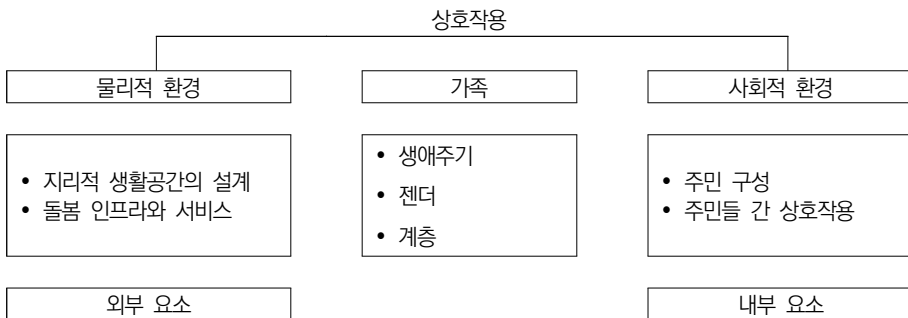 상호작용
물리적 환경
가족
사회적 환경
• 지리적 생활공간의 설계
• 돌봄 인프라와 서비스
• 생애주기
• 젠더
• 계층
• 주민 구성
• 주민들 간 상호작용
외부 요소
내부 요소